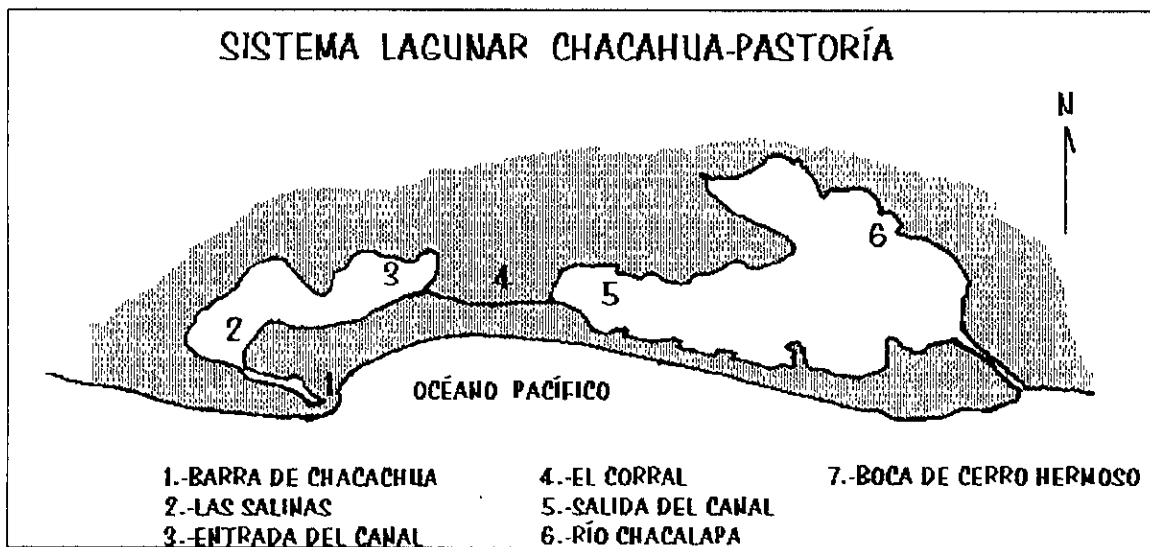 SISTEMA LAGUNAR CHACAHUA-PASTORÍA
N
6
3
4
5
2
1
OCÉANO PACÍFICO
1.-BARRA DE CHACACHUA
4.-EL CORRAL
7.-BOCA DE CERRO HERMOSO
2.-LAS SALINAS
5.-SALIDA DEL CANAL
3.-ENTRADA DEL CANAL
6.-RÍO CHACALAPA